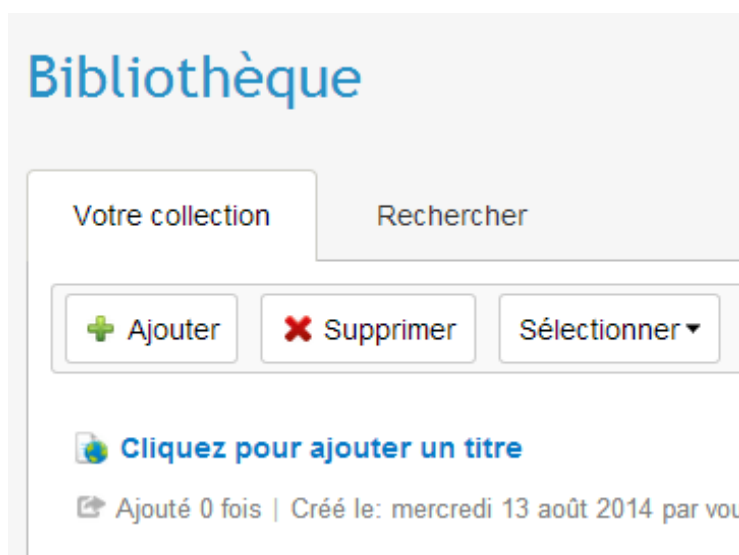 Bibliothèque
Votre collection Rechercher
Ajouter Supprimer Sélectionner
Cliquez pour ajouter un titre
Ajouté 0 fois | Créé le: mercredi 13 août 2014 par